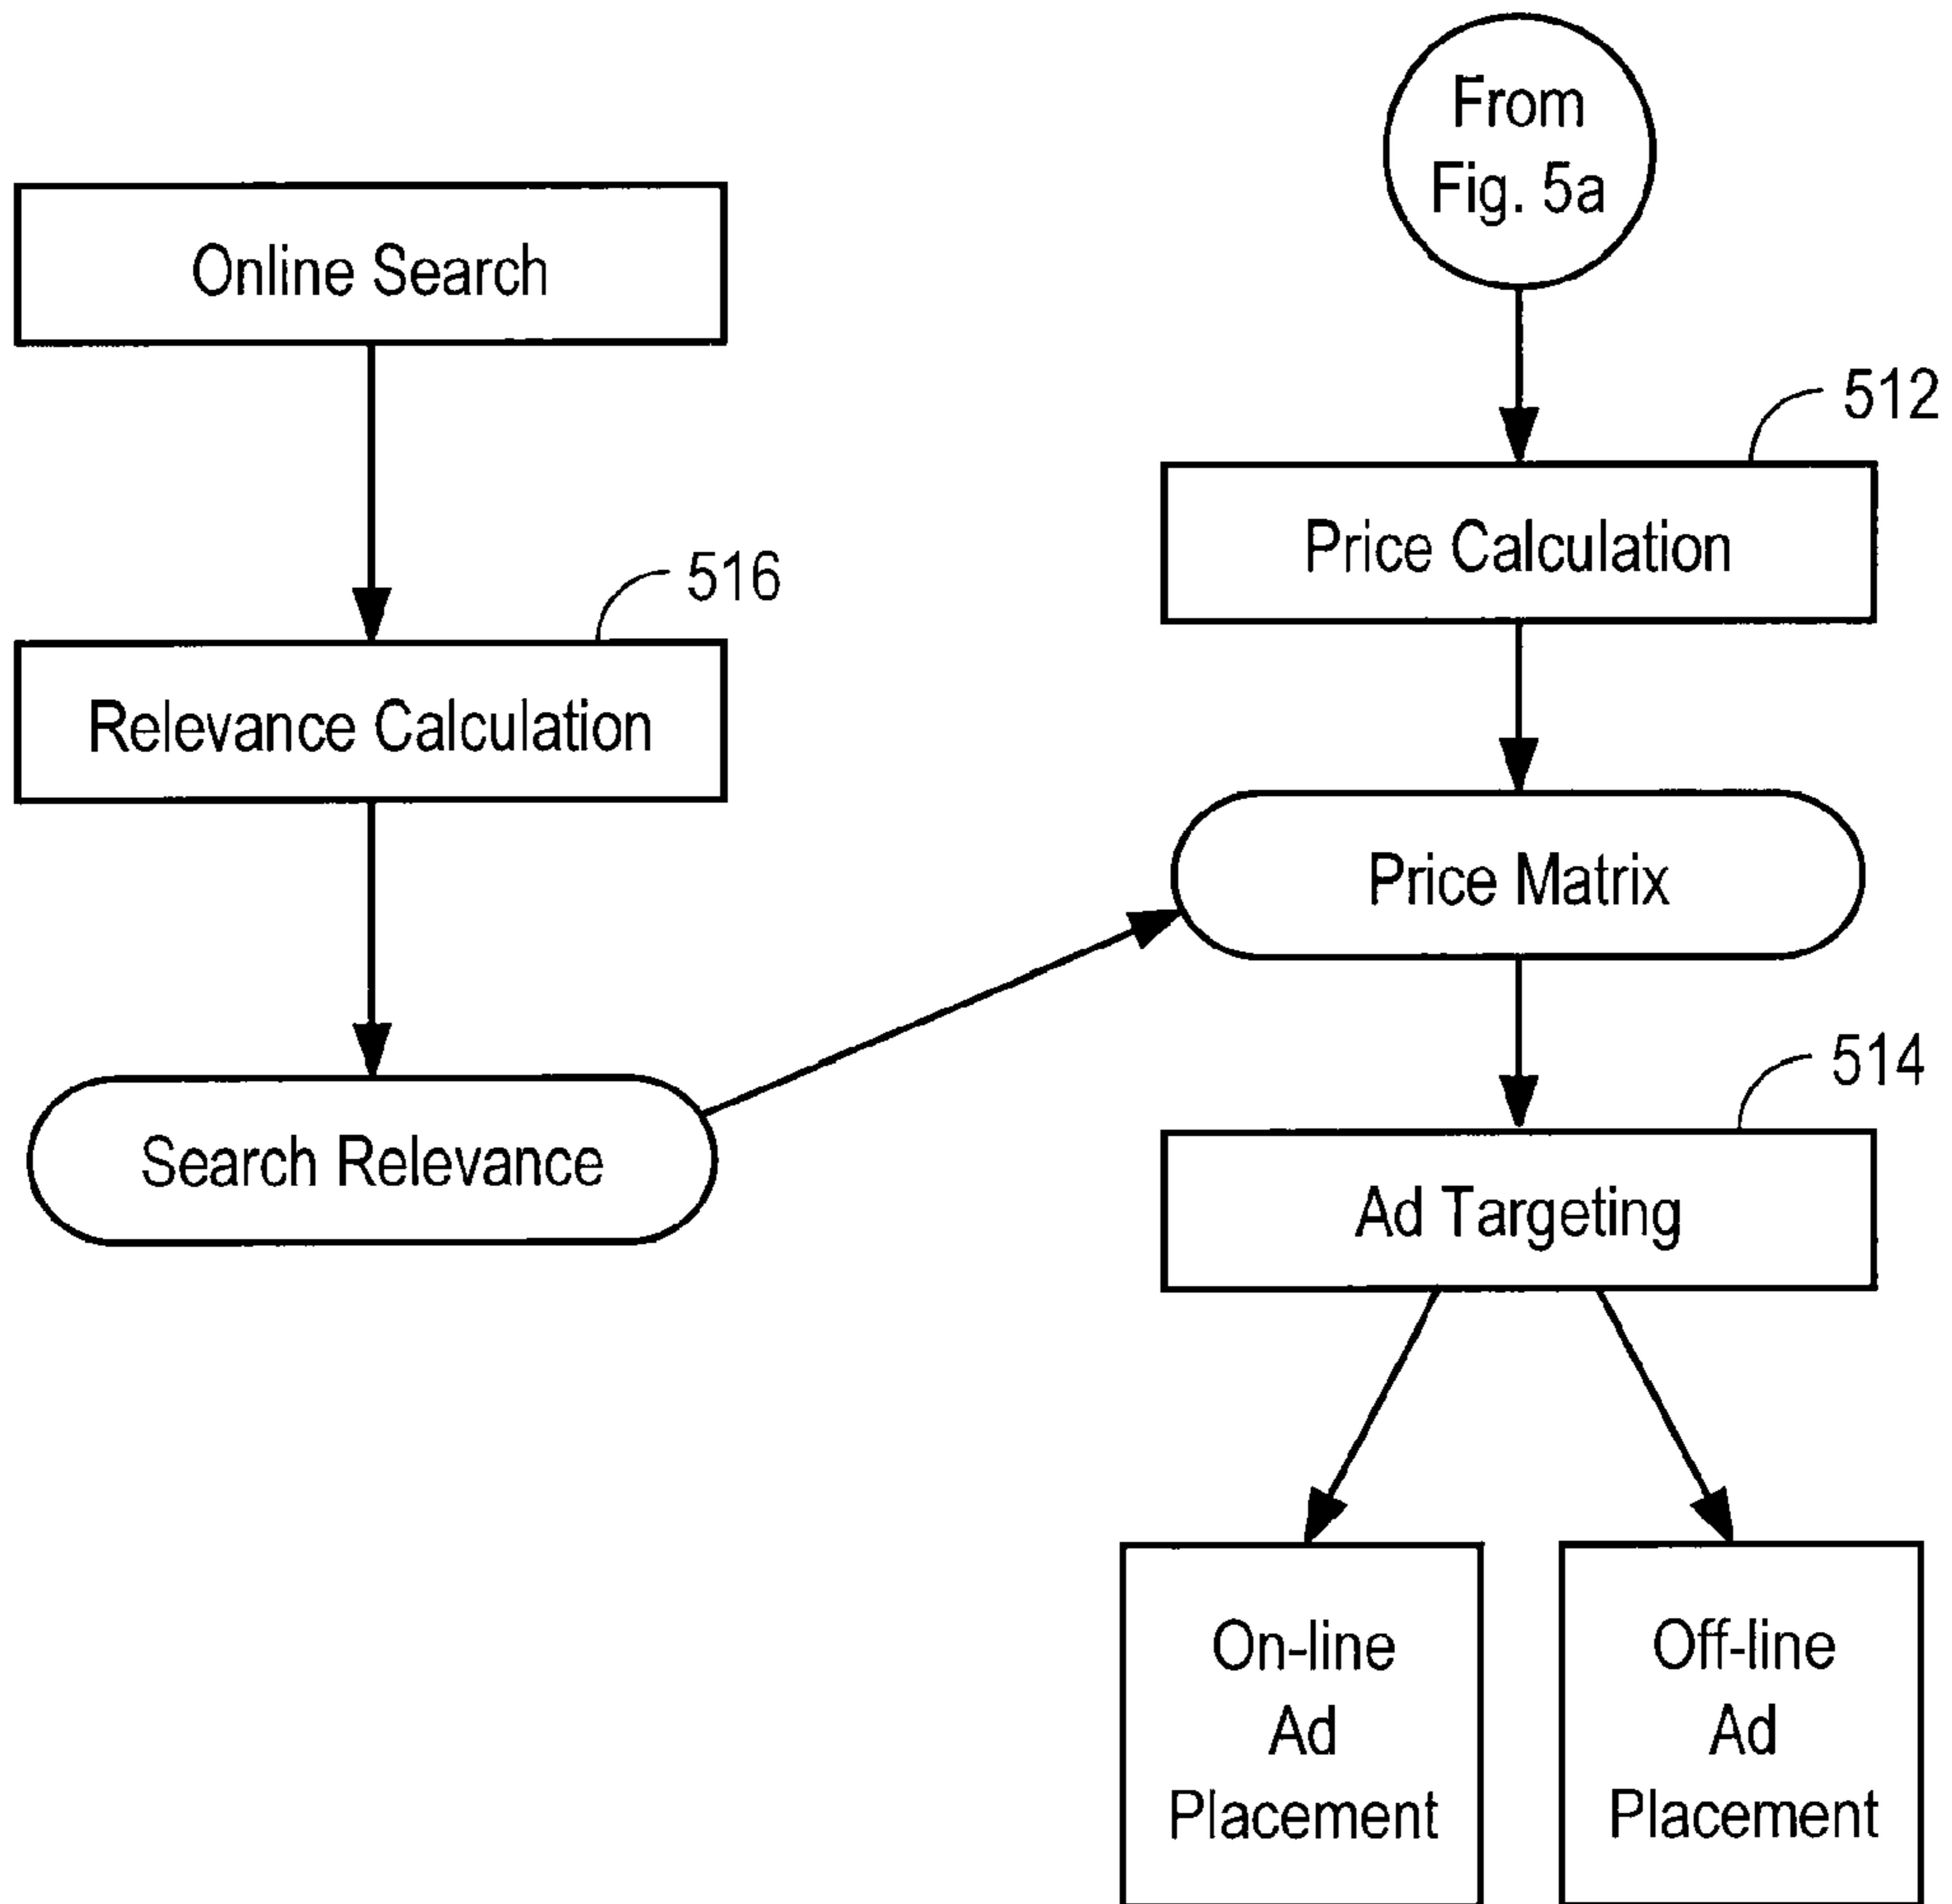 From
Fig. 5a
Online Search
512
Price Calculation
516
Relevance Calculation
Price Matrix
514
Search Relevance
Ad Targeting
On-line
Ad
Placement
Off-line
Ad
Placement